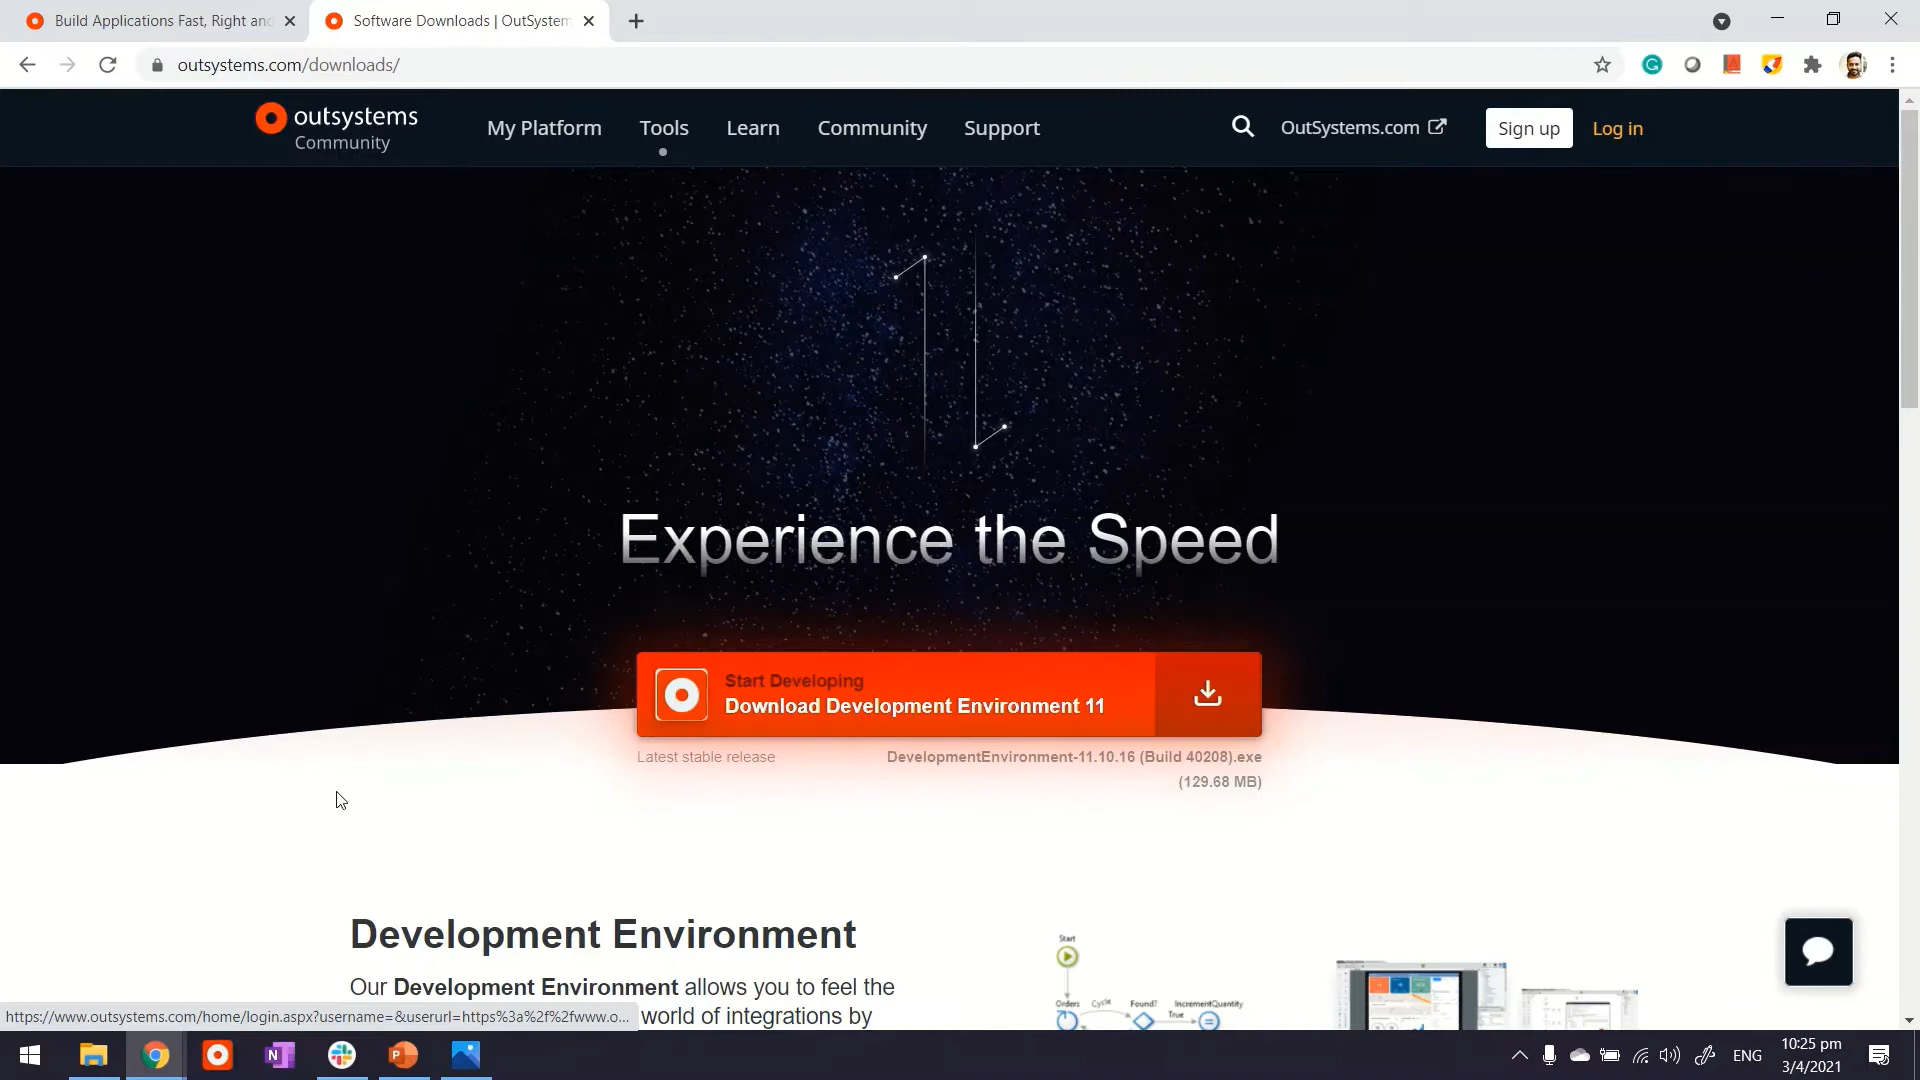 Build Applications Fast, Right and
Software Downloads | OutSystem
outsystems.com/downloads/
outsystems
Community
My Platform
Tools
Learn
Community
Support
OutSystems.com
Sign up
Log in
Experience the Speed
Start Developing
Download Development Environment 11
Latest stable release
DevelopmentEnvironment-11.10.16 (Build 40208).exe
(129.68 MB)
Development Environment
Our Development Environment allows you to feel the
world of integrations by
Start
Orders
Cycle
Found?
True
IncrementQuantity
https://www.outsystems.com/home/login.aspx?username=&userurl=https%3a%2f%2fwww.o...
ENG
10:25 pm
3/4/2021